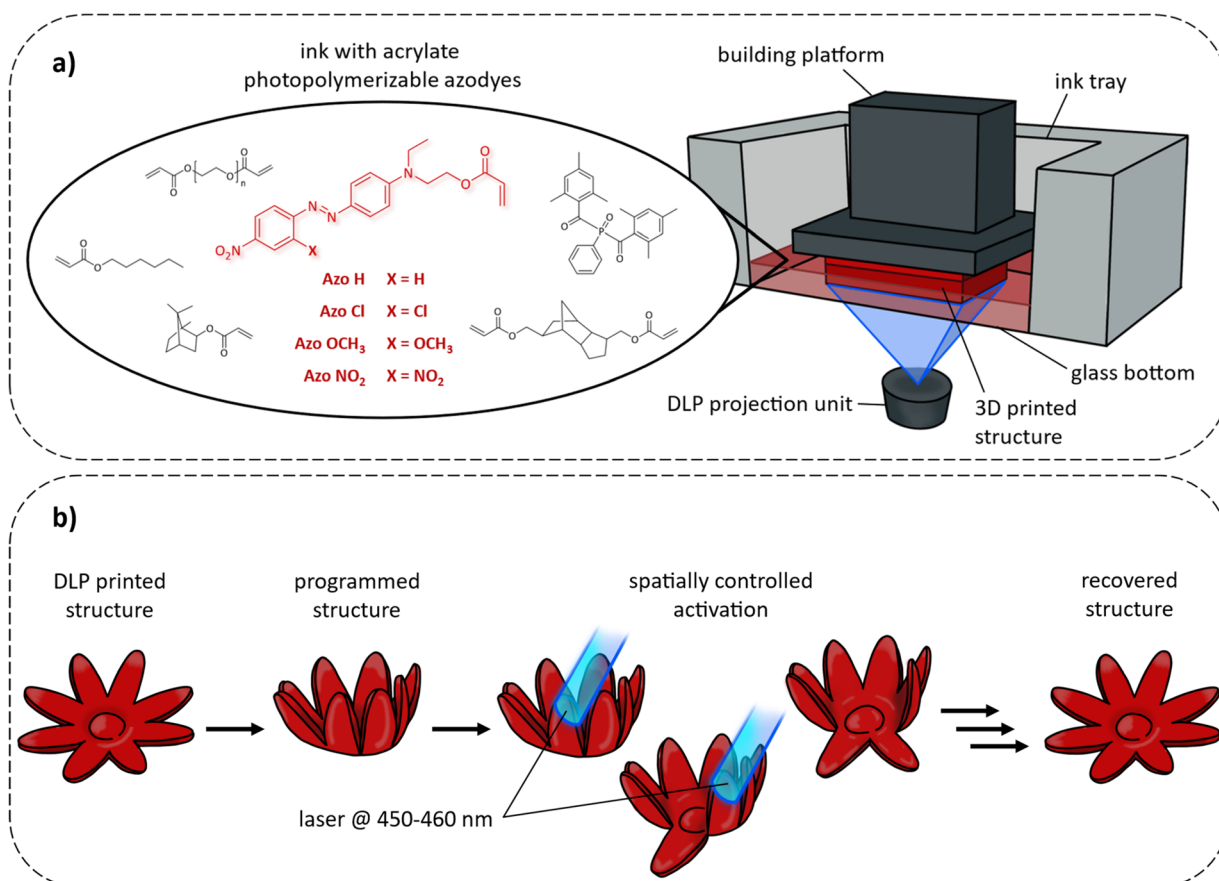 a)
ink with acrylate
photopolymerizable azodyes
O
O
O
n
O
O
N
O
O
N
N
O₂N
X
O
O
O
P
O
O
O
O
O
O
O
O
O
Azo H X = H
Azo Cl X = Cl
Azo OCH₃ X = OCH₃
Azo NO₂ X = NO₂
building platform
ink tray
glass bottom
DLP projection unit
3D printed
structure
b)
DLP printed
structure
programmed
structure
spatially controlled
activation
recovered
structure
laser @ 450-460 nm